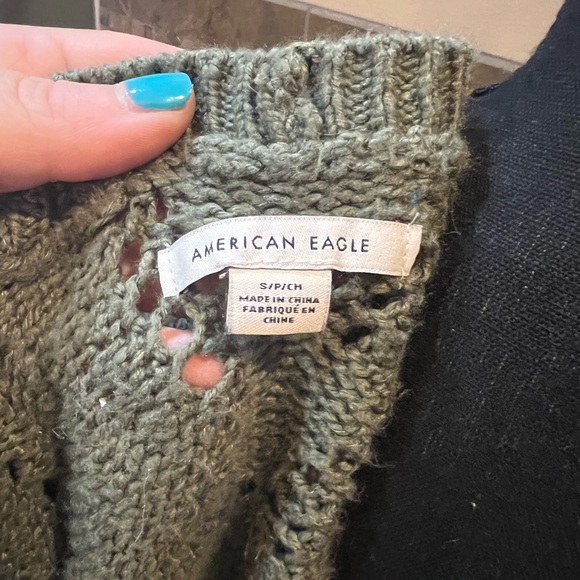 AMERICAN EAGLE
S/P/CH
MADE IN CHINA
FABRIQUÉ EN
CHINE